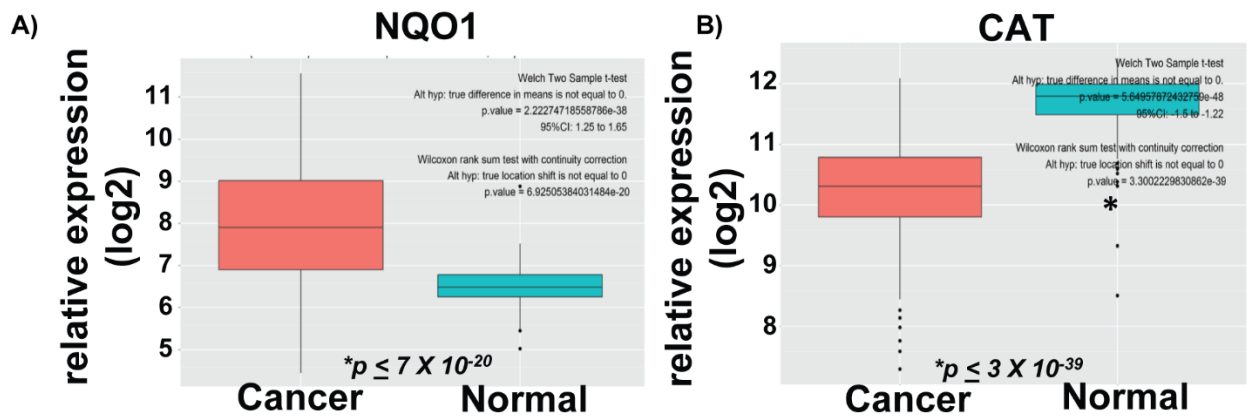 A)
NQO1
relative expression
(log2)
11
10
9
8
7
6
5
Welch Two Sample t-test
Alt hyp: true difference in means is not equal to 0.
p.value = 2.22274718558786e-38
95%CI: 1.25 to 1.65
Wilcoxon rank sum test with continuity correction
Alt hyp: true location shift is not equal to 0
p.value = 6.92505384031484e-20
*p ≤ 7 X 10-20
Cancer Normal
B)
CAT
relative expression
(log2)
12
11
10
9
8
Welch Two Sample t-test
Alt hyp: true difference in means is not equal to 0.
p.value = 5.64957872432759e-48
95%CI: -1.5 to -1.22
Wilcoxon rank sum test with continuity correction
Alt hyp: true location shift is not equal to 0
p.value = 3.3002229830862e-39
*
*p ≤ 3 X 10-39
Cancer Normal